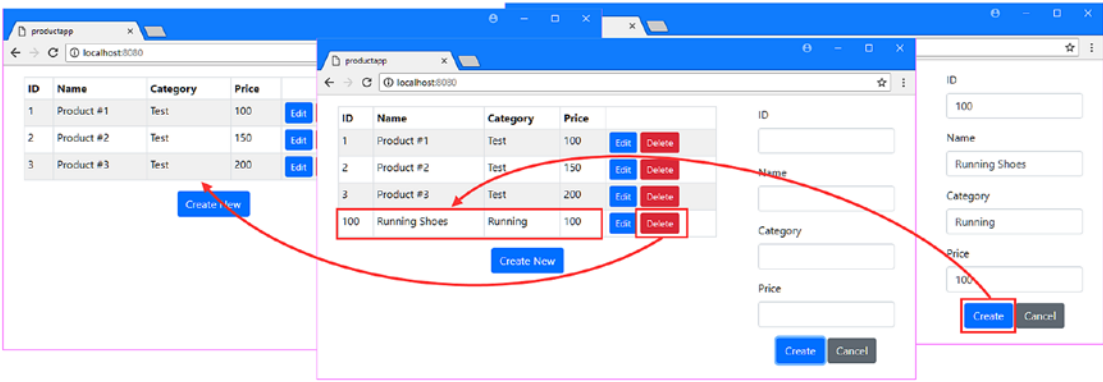 productapp
localhost:8080
ID Name Category Price
1 Product #1 Test 100 Edit
2 Product #2 Test 150 Edit
3 Product #3 Test 200 Edit
Create New
productapp
localhost:8080
ID Name Category Price
1 Product #1 Test 100 Edit Delete
2 Product #2 Test 150 Edit Delete
3 Product #3 Test 200 Edit Delete
100 Running Shoes Running 100 Edit Delete
Create New
ID
Name
Category
Price
Create Cancel
ID
100
Name
Running Shoes
Category
Running
Price
100
Create Cancel